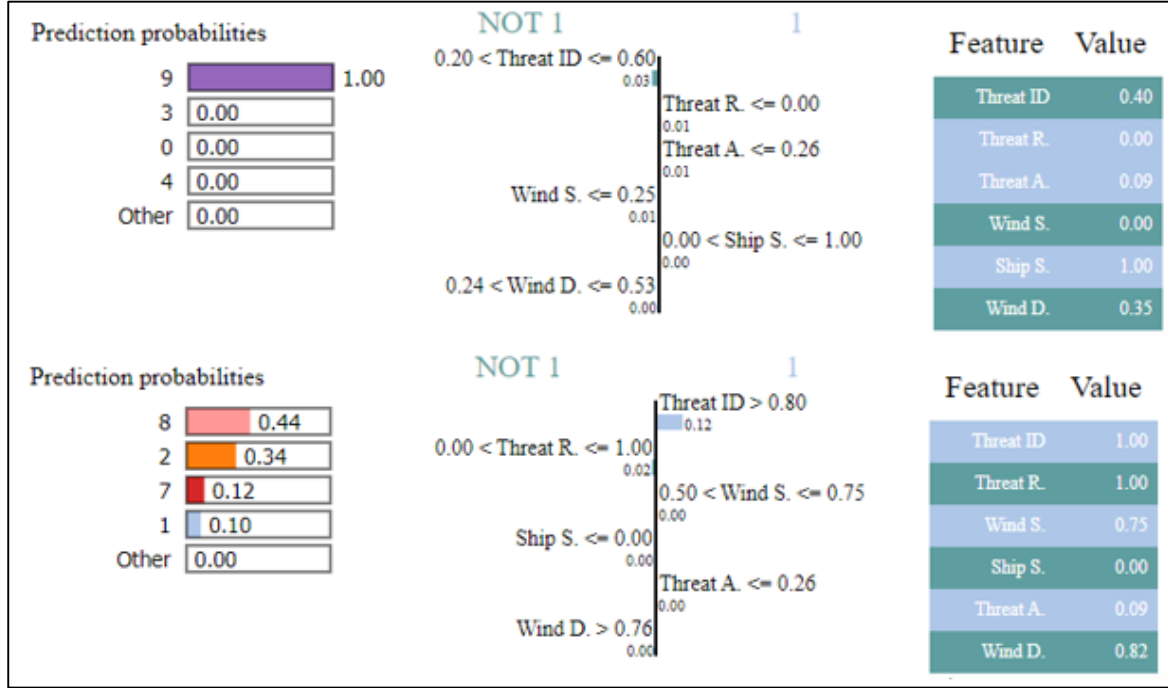 Prediction probabilities
9 1.00
3 0.00
0 0.00
4 0.00
Other 0.00
NOT 1 1
0.20 < Threat ID <= 0.60
0.03
Threat R. <= 0.00
0.01
Threat A. <= 0.26
0.01
Wind S. <= 0.25
0.01
0.00 < Ship S. <= 1.00
0.00
0.24 < Wind D. <= 0.53
0.00
Feature Value
Threat ID 0.40
Threat R. 0.00
Threat A. 0.09
Wind S. 0.00
Ship S. 1.00
Wind D. 0.35
Prediction probabilities
8 0.44
2 0.34
7 0.12
1 0.10
Other 0.00
NOT 1 1
Threat ID > 0.80
0.12
0.00 < Threat R. <= 1.00
0.02
0.50 < Wind S. <= 0.75
0.00
Ship S. <= 0.00
0.00
Threat A. <= 0.26
0.00
Wind D. > 0.76
0.00
Feature Value
Threat ID 1.00
Threat R. 1.00
Wind S. 0.75
Ship S. 0.00
Threat A. 0.09
Wind D. 0.82